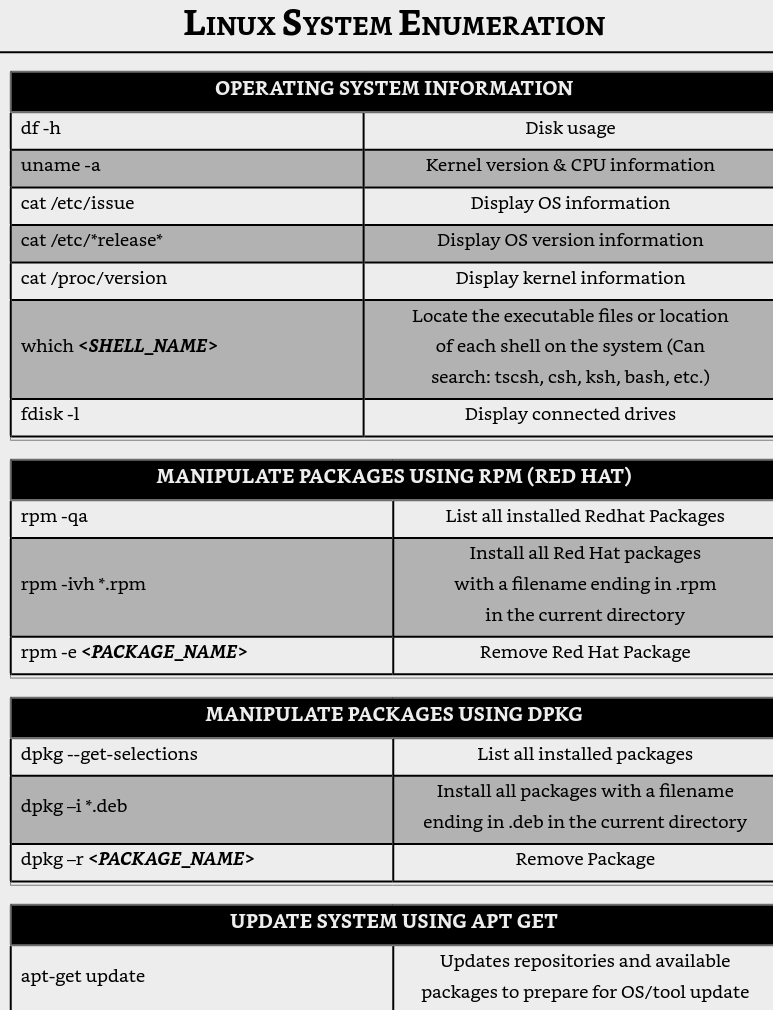 Linux System Enumeration
OPERATING SYSTEM INFORMATION
df -h
Disk usage
uname -a
Kernel version & CPU information
cat /etc/issue
Display OS information
cat /etc/*release*
Display OS version information
cat /proc/version
Display kernel information
which <SHELL_NAME>
Locate the executable files or location
of each shell on the system (Can
search: tscsh, csh, ksh, bash, etc.)
fdisk -l
Display connected drives
MANIPULATE PACKAGES USING RPM (RED HAT)
rpm -qa
List all installed Redhat Packages
rpm -ivh *.rpm
Install all Red Hat packages
with a filename ending in .rpm
in the current directory
rpm -e <PACKAGE_NAME>
Remove Red Hat Package
MANIPULATE PACKAGES USING DPKG
dpkg --get-selections
List all installed packages
dpkg –i *.deb
Install all packages with a filename
ending in .deb in the current directory
dpkg –r <PACKAGE_NAME>
Remove Package
UPDATE SYSTEM USING APT GET
apt-get update
Updates repositories and available
packages to prepare for OS/tool update